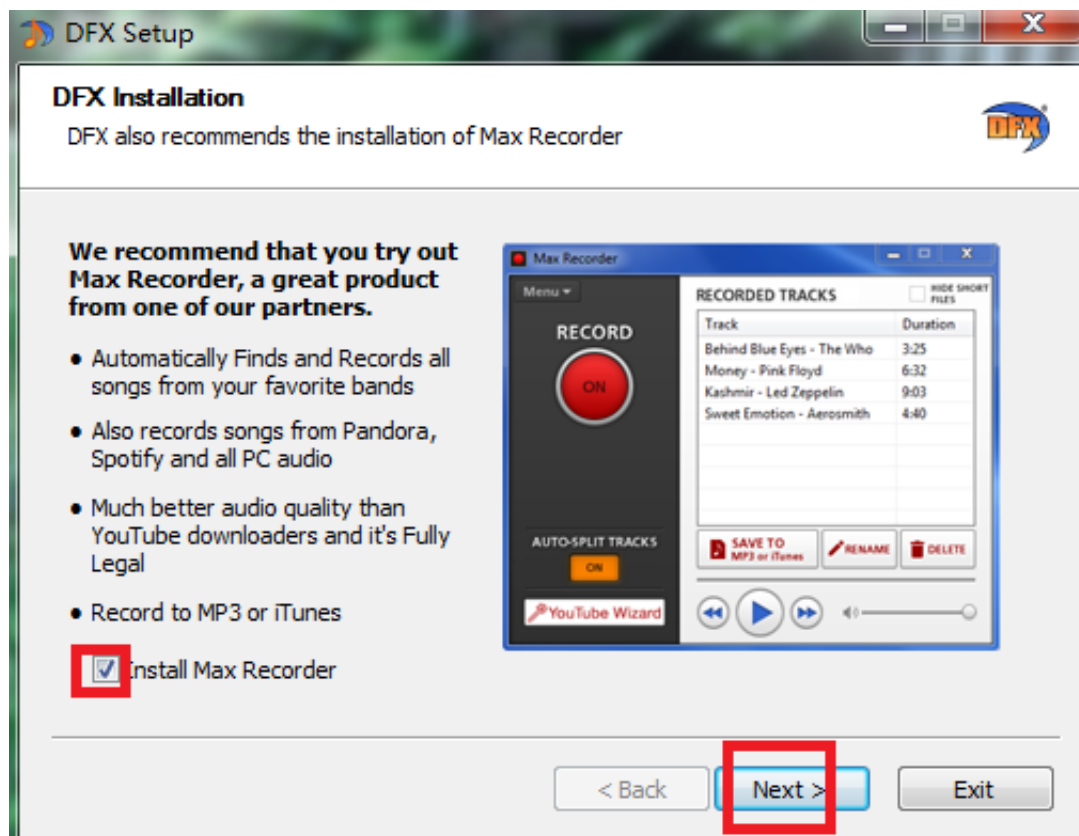 DFX Setup
DFX Installation
DFX also recommends the installation of Max Recorder
DFX
We recommend that you try out
Max Recorder, a great product
from one of our partners.
• Automatically Finds and Records all
songs from your favorite bands
• Also records songs from Pandora,
Spotify and all PC audio
• Much better audio quality than
YouTube downloaders and it's Fully
Legal
• Record to MP3 or iTunes
Install Max Recorder
Max Recorder
Menu
RECORD
ON
AUTO-SPLIT TRACKS
ON
YouTube Wizard
RECORDED TRACKS
HIDE SHORT
FILES
Track Duration
Behind Blue Eyes - The Who 3:25
Money - Pink Floyd 6:32
Kashmir - Led Zeppelin 9:03
Sweet Emotion - Aerosmith 4:40
SAVE TO
MP3 or iTunes
RENAME
DELETE
< Back
Next >
Exit